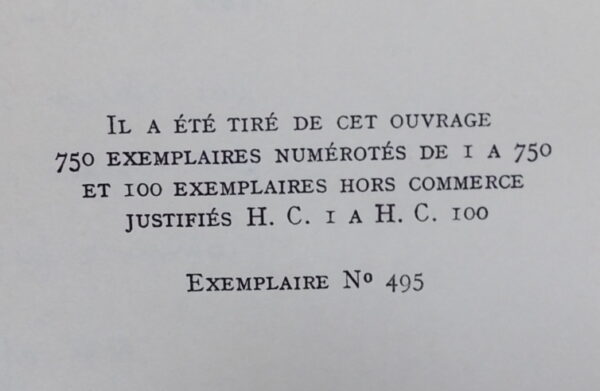 Il a été tiré de cet ouvrage
750 exemplaires numérotés de 1 a 750
et 100 exemplaires hors commerce
justifiés H. C. 1 a H. C. 100
Exemplaire Nº 495